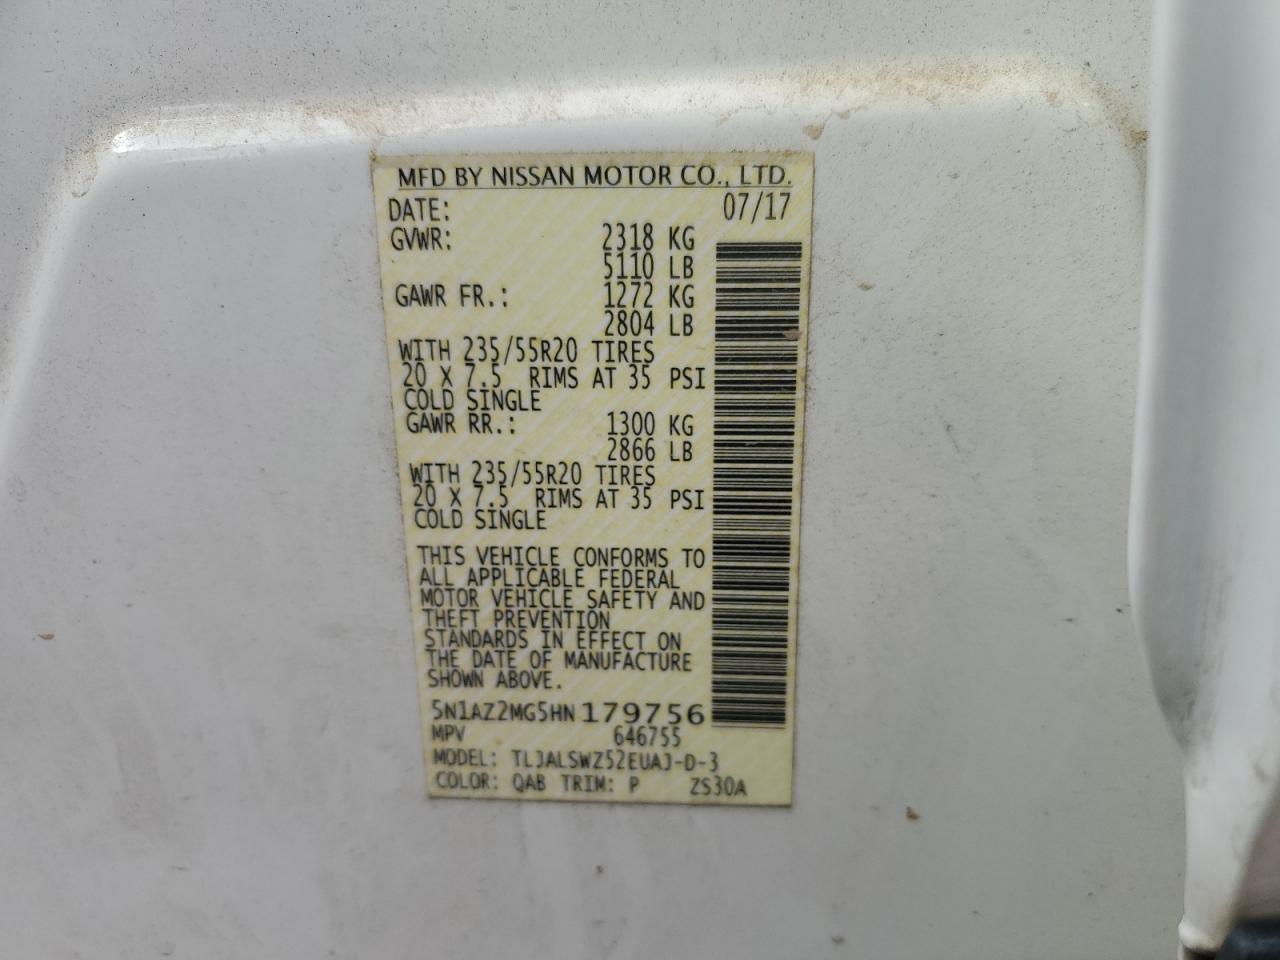 MFD BY NISSAN MOTOR CO., LTD.
DATE: 07/17
GVWR: 2318 KG
5110 LB
GAWR FR.: 1272 KG
2804 LB
WITH 235/55R20 TIRES
20 X 7.5 RIMS AT 35 PSI
COLD SINGLE
GAWR RR.: 1300 KG
2866 LB
WITH 235/55R20 TIRES
20 X 7.5 RIMS AT 35 PSI
COLD SINGLE
THIS VEHICLE CONFORMS TO
ALL APPLICABLE FEDERAL
MOTOR VEHICLE SAFETY AND
THEFT PREVENTION
STANDARDS IN EFFECT ON
THE DATE OF MANUFACTURE
SHOWN ABOVE.
5N1AZ2MG5HN179756
MPV 646755
MODEL: TLJALSWZ52EUAJ-D-3
COLOR: QAB TRIM: P ZS30A